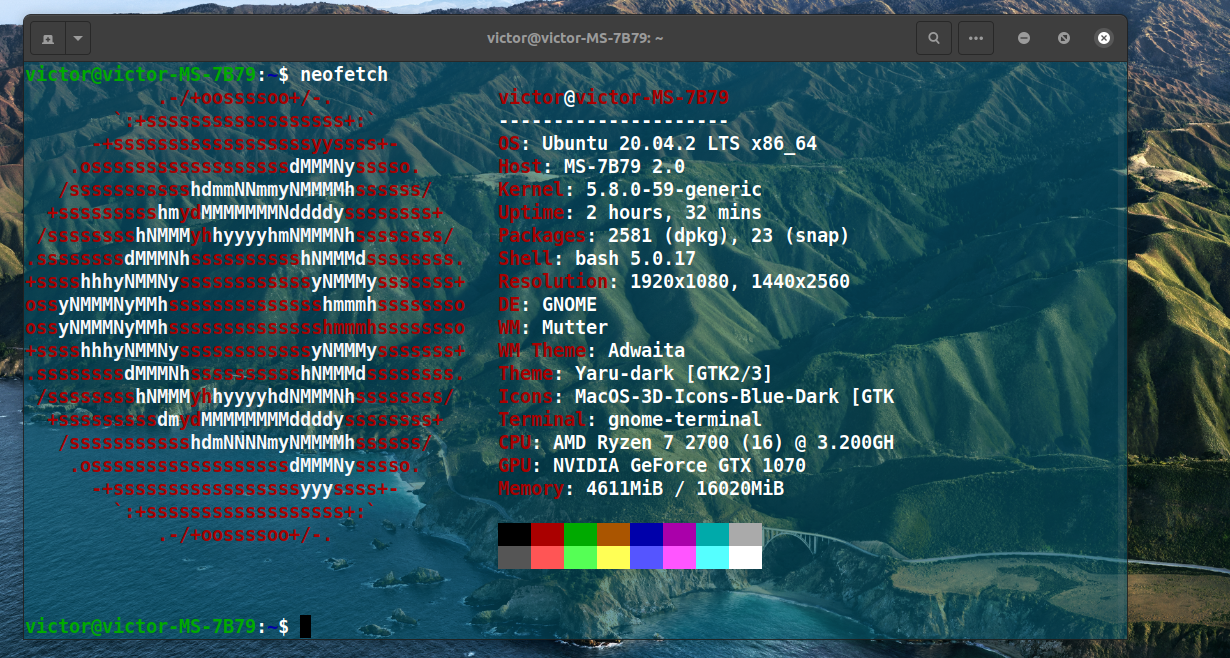 victor@victor-MS-7B79: ~
victor@victor-MS-7B79:~$ neofetch
            .-/+oossssoo+/-.               victor@victor-MS-7B79
        `:+ssssssssssssssssss+:`           ---------------------
      -+ssssssssssssssssssyyssss+-         OS: Ubuntu 20.04.2 LTS x86_64
    .ossssssssssssssssssdMMMNysssso.       Host: MS-7B79 2.0
   /ssssssssssshdmmNNmmyNMMMMhssssss/      Kernel: 5.8.0-59-generic
  +ssssssssshmydMMMMMMMNddddyssssssss+     Uptime: 2 hours, 32 mins
 /sssssssshNMMMyhhyyyyhmNMMMNhssssssss/    Packages: 2581 (dpkg), 23 (snap)
.ssssssssdMMMNhsssssssssshNMMMdssssssss.   Shell: bash 5.0.17
+sssshhhyNMMNyssssssssssssyNMMMysssssss+   Resolution: 1920x1080, 1440x2560
ossyNMMMNyMMhsssssssssssssshmmmhssssssso   DE: GNOME
ossyNMMMNyMMhsssssssssssssshmmmhssssssso   WM: Mutter
+sssshhhyNMMNyssssssssssssyNMMMysssssss+   WM Theme: Adwaita
.ssssssssdMMMNhsssssssssshNMMMdssssssss.   Theme: Yaru-dark [GTK2/3]
 /sssssssshNMMMyhhyyyyhdNMMMNhssssssss/    Icons: MacOS-3D-Icons-Blue-Dark [GTK
  +sssssssssdmydMMMMMMMMddddyssssssss+     Terminal: gnome-terminal
   /ssssssssssshdmNNNNmyNMMMMhssssss/      CPU: AMD Ryzen 7 2700 (16) @ 3.200GH
    .ossssssssssssssssssdMMMNysssso.       GPU: NVIDIA GeForce GTX 1070
      -+sssssssssssssssssyyyssss+-         Memory: 4611MiB / 16020MiB
        `:+ssssssssssssssssss+:`
            .-/+oossssoo+/-.
victor@victor-MS-7B79:~$